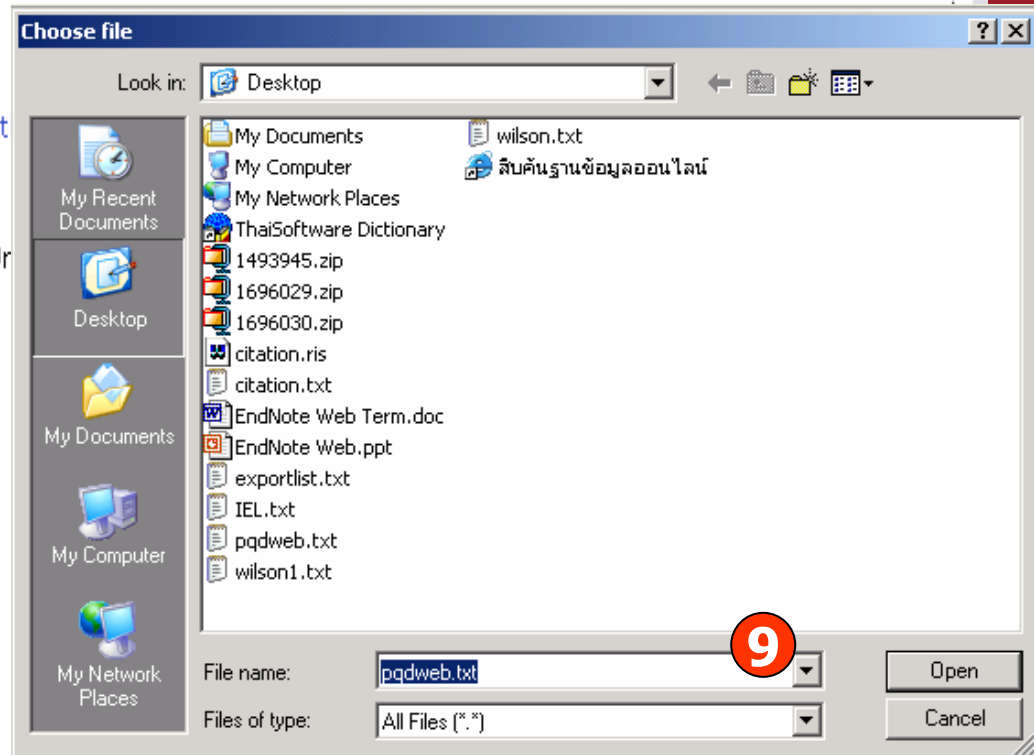 Choose file
Look in: Desktop
t
r
My Recent
Documents
Desktop
My Documents
My Computer
My Network
Places
My Documents
My Computer
My Network Places
ThaiSoftware Dictionary
1493945.zip
1696029.zip
1696030.zip
citation.ris
citation.txt
EndNote Web Term.doc
EndNote Web.ppt
exportlist.txt
IEL.txt
pqdweb.txt
wilson1.txt
wilson.txt
สืบค้นฐานข้อมูลออนไลน์
9
File name: pqdweb.txt Open
Files of type: All Files (*.*) Cancel